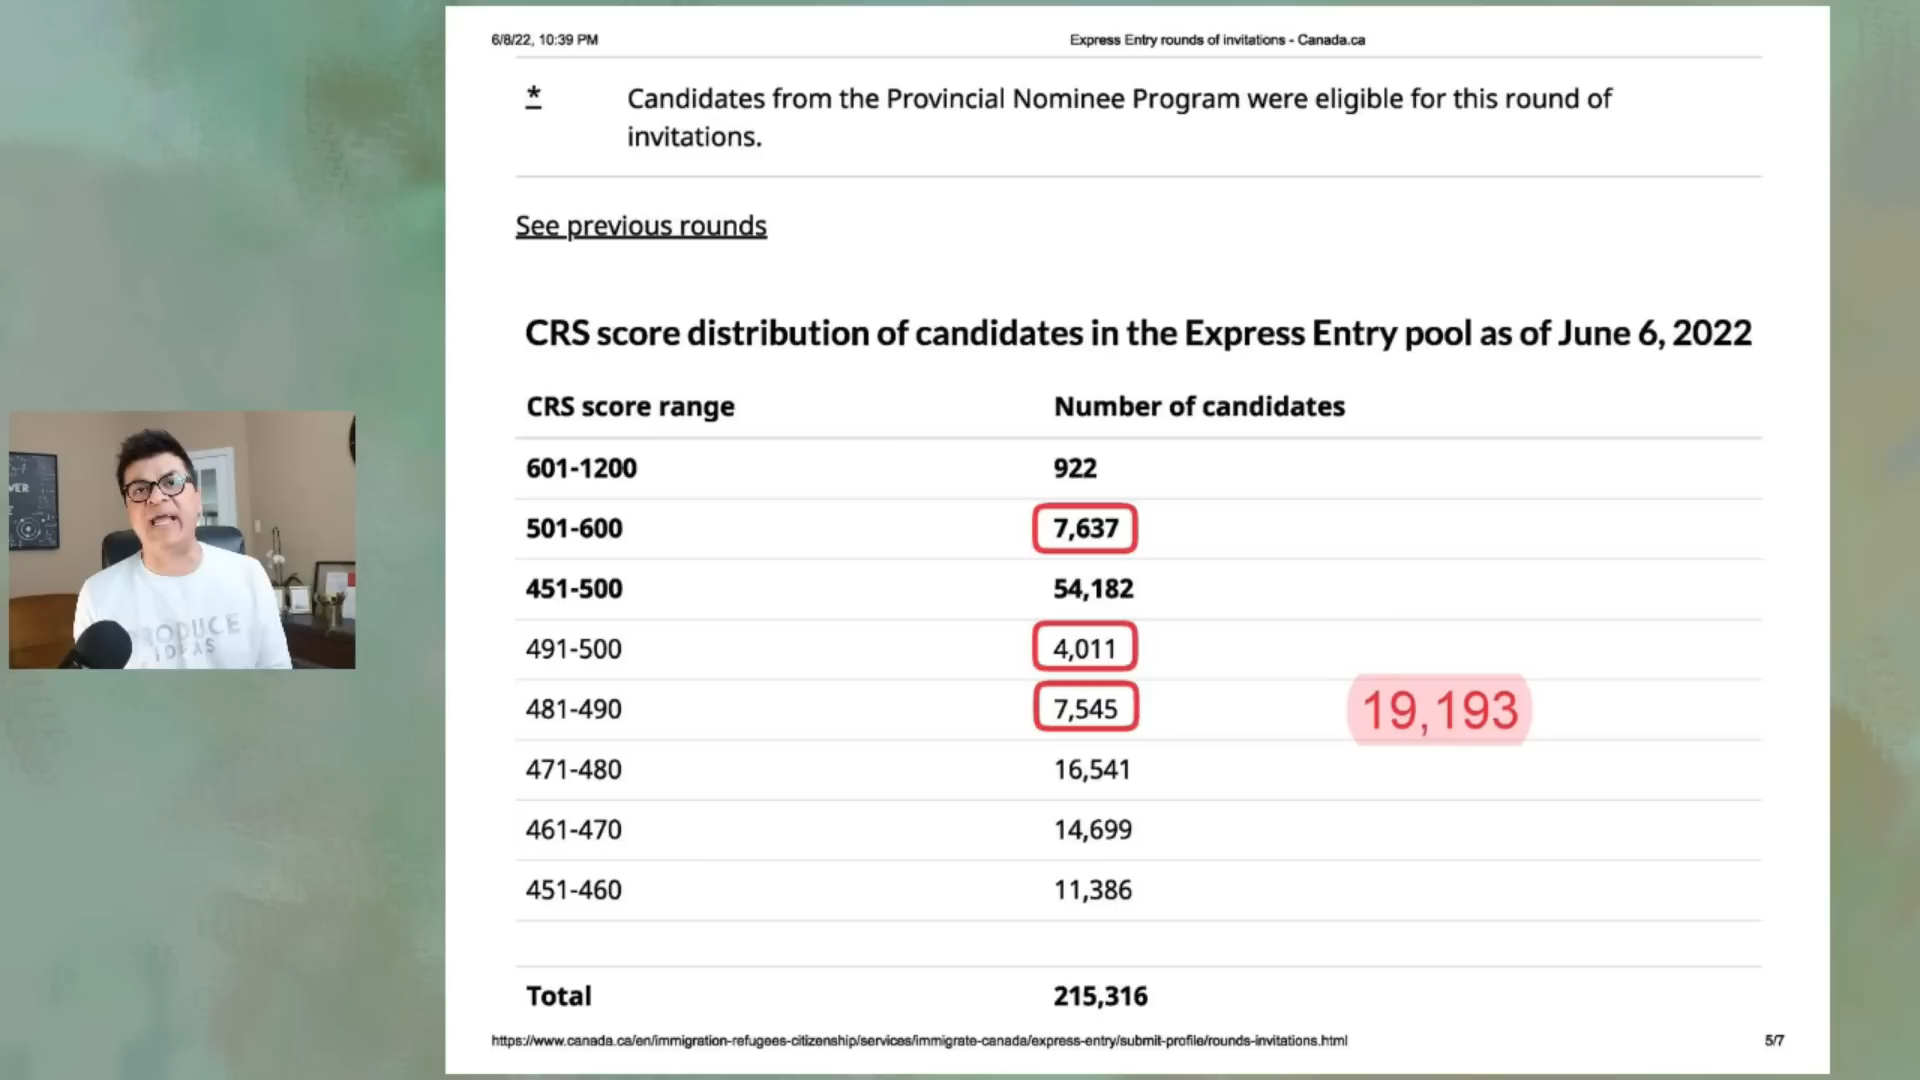 6/8/22, 10:39 PM
Express Entry rounds of invitations - Canada.ca
* Candidates from the Provincial Nominee Program were eligible for this round of
invitations.
See previous rounds
CRS score distribution of candidates in the Express Entry pool as of June 6, 2022
CRS score range Number of candidates
601-1200 922
501-600 7,637
451-500 54,182
491-500 4,011
481-490 7,545 19,193
471-480 16,541
461-470 14,699
451-460 11,386
Total 215,316
https://www.canada.ca/en/immigration-refugees-citizenship/services/immigrate-canada/express-entry/submit-profile/rounds-invitations.html 5/7
RODUCE
IDEAS